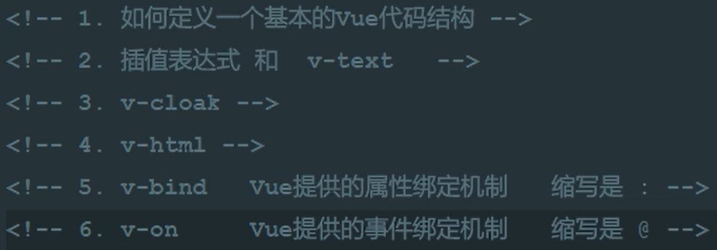 <!-- 1. 如何定义一个基本的Vue代码结构 -->
<!-- 2. 插值表达式 和  v-text   -->
<!-- 3. v-cloak -->
<!-- 4. v-html -->
<!-- 5. v-bind   Vue提供的属性绑定机制   缩写是 : -->
<!-- 6. v-on     Vue提供的事件绑定机制   缩写是 @ -->